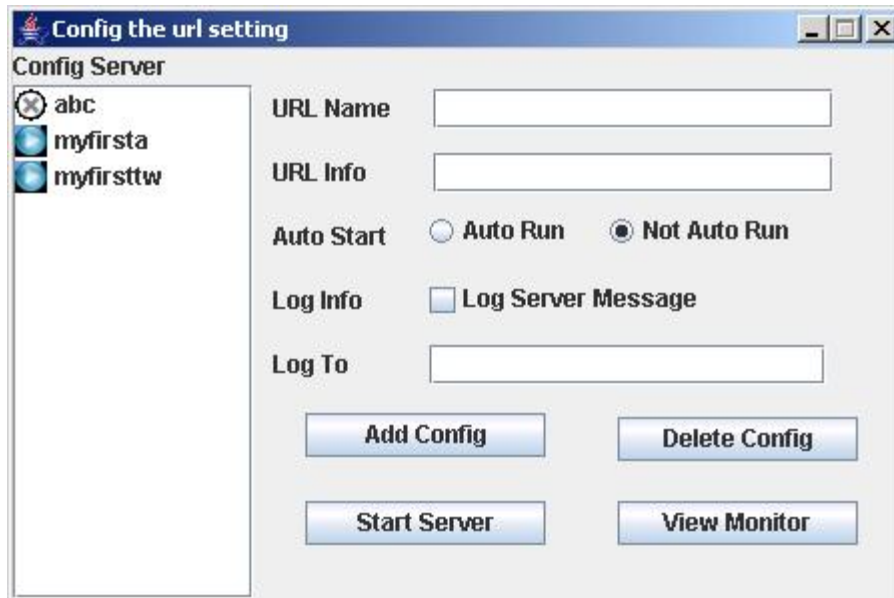 Config the url setting
Config Server
abc
myfirsta
myfirsttw
URL Name
URL Info
Auto Start Auto Run Not Auto Run
Log Info Log Server Message
Log To
Add Config Delete Config
Start Server View Monitor